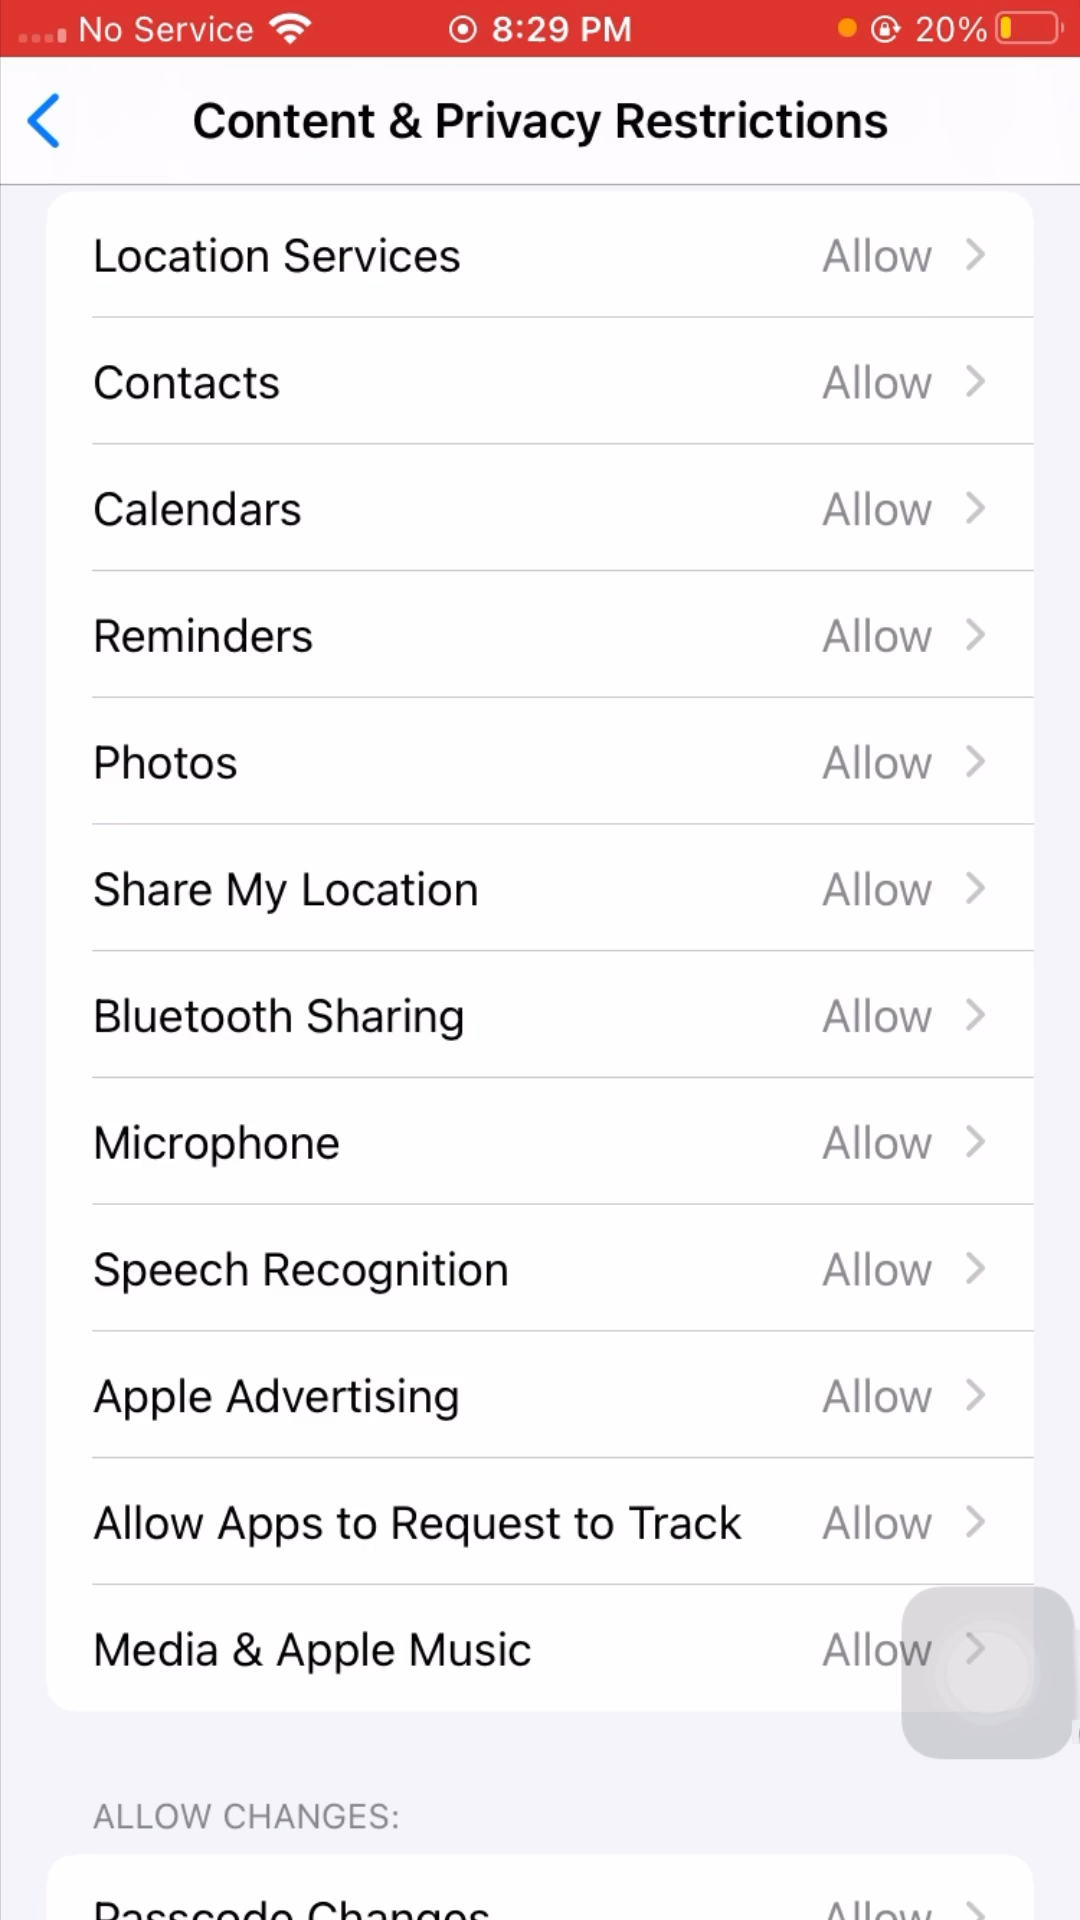 No Service 8:29 PM 20%
Content & Privacy Restrictions
Location Services Allow
Contacts Allow
Calendars Allow
Reminders Allow
Photos Allow
Share My Location Allow
Bluetooth Sharing Allow
Microphone Allow
Speech Recognition Allow
Apple Advertising Allow
Allow Apps to Request to Track Allow
Media & Apple Music Allow
ALLOW CHANGES:
Passcode Changes Allow